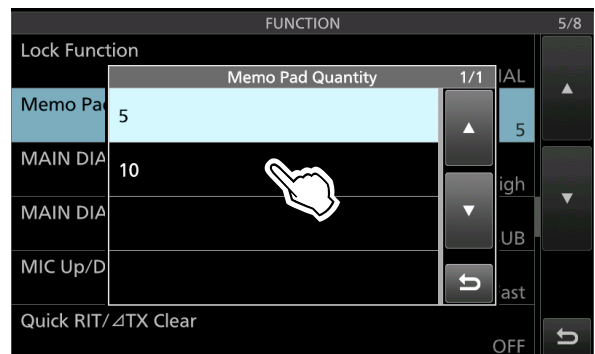 FUNCTION 5/8
Lock Function
IAL
Memo Pad Quantity 1/1
Memo Pad
5
5
10
MAIN DIA
igh
MAIN DIA
UB
MIC Up/D
ast
Quick RIT/⊿TX Clear
OFF